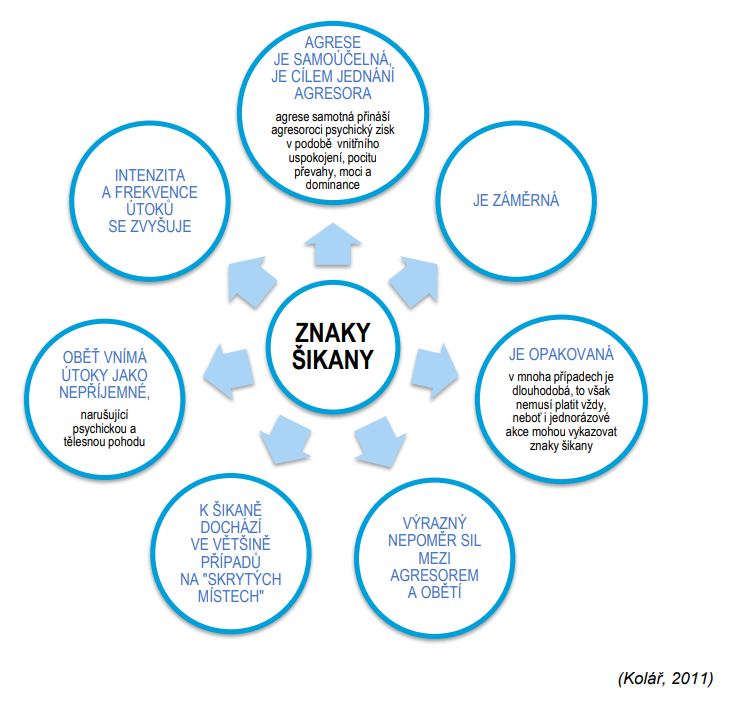 AGRESE
JE SAMOÚČELNÁ,
JE CÍLEM JEDNÁNÍ
AGRESORA
agrese samotná přináší
agresoroci psychický zisk
v podobě vnitřního
uspokojení, pocitu
převahy, moci a
dominance
JE ZÁMĚRNÁ
JE OPAKOVANÁ
v mnoha případech je
dlouhodobá, to však
nemusí platit vždy,
neboť i jednorázové
akce mohou vykazovat
znaky šikany
VÝRAZNÝ
NEPOMĚR SIL
MEZI
AGRESOREM
A OBĚTÍ
K ŠIKANĚ
DOCHÁZÍ
VE VĚTŠINĚ
PŘÍPADŮ
NA "SKRYTÝCH
MÍSTECH"
OBĚŤ VNÍMÁ
ÚTOKY JAKO
NEPŘÍJEMNÉ,
narušující
psychickou a
tělesnou pohodu
INTENZITA
A FREKVENCE
ÚTOKŮ
SE ZVYŠUJE
ZNAKY
ŠIKANY
(Kolář, 2011)